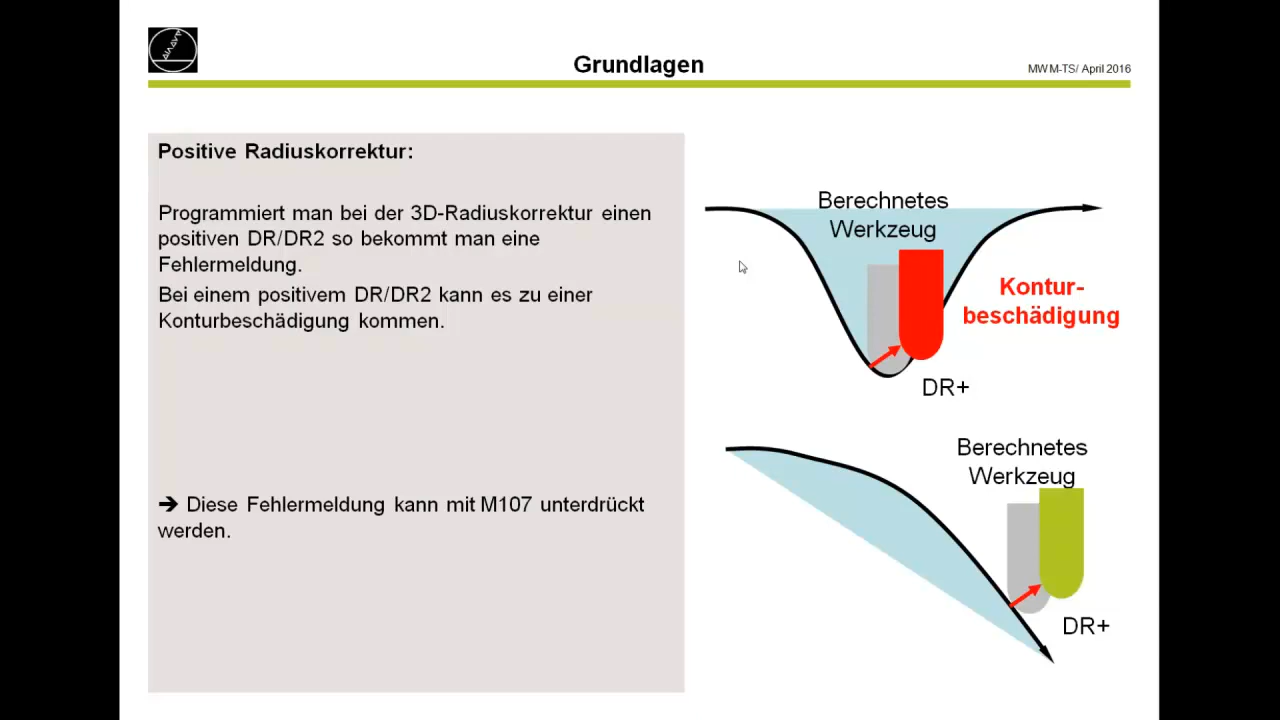 Grundlagen
MWM-TS/ April 2016
Positive Radiuskorrektur:
Programmiert man bei der 3D-Radiuskorrektur einen
positiven DR/DR2 so bekommt man eine
Fehlermeldung.
Bei einem positivem DR/DR2 kann es zu einer
Konturbeschädigung kommen.
➔ Diese Fehlermeldung kann mit M107 unterdrückt
werden.
Berechnetes
Werkzeug
Kontur-
beschädigung
DR+
Berechnetes
Werkzeug
DR+